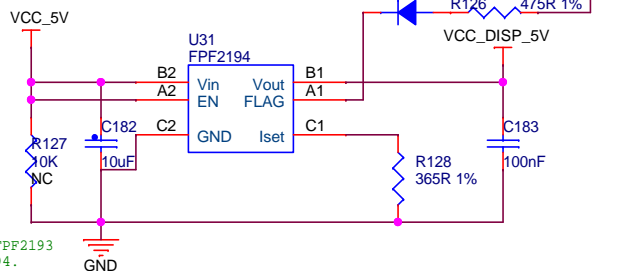 R126 475R 1%
VCC_5V
VCC_DISP_5V
U31
FPF2194
B2 Vin Vout B1
A2 EN FLAG A1
C2 GND Iset C1
C182
10uF
R127
10K
NC
R128
365R 1%
C183
100nF
FPF2193
94.
GND